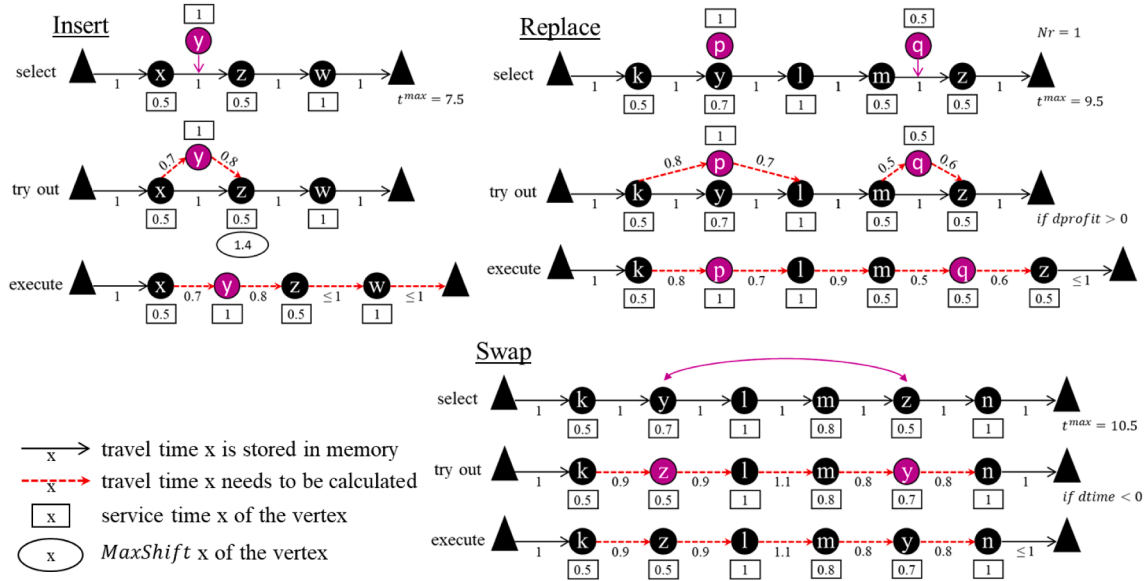 Insert
1
y
select
x
z
w
1
1
1
1
0.5
0.5
1
t^max = 7.5
1
y
0.7
0.8
try out
x
z
w
1
1
1
1
0.5
0.5
1
1.4
execute
x
y
z
w
1
0.7
0.8
≤1
≤1
0.5
1
0.5
1
Replace
1
0.5
Nr = 1
p
q
select
k
y
l
m
z
1
1
1
1
1
1
0.5
0.7
1
0.5
0.5
t^max = 9.5
1
0.5
0.8
p
0.7
0.5
q
0.6
try out
k
y
l
m
z
1
1
1
1
1
1
0.5
0.7
1
0.5
0.5
if dprofit > 0
execute
k
p
l
m
q
z
1
0.8
0.7
0.9
0.5
0.6
≤1
0.5
1
1
0.5
0.5
0.5
Swap
select
k
y
l
m
z
n
1
1
1
1
1
1
1
0.5
0.7
1
0.8
0.5
1
t^max = 10.5
try out
k
z
l
m
y
n
0.9
0.9
1.1
0.8
0.8
0.5
0.5
1
0.8
0.7
1
if dtime < 0
execute
k
z
l
m
y
n
1
0.9
0.9
1.1
0.8
0.8
≤1
0.5
0.5
1
0.8
0.7
1
x travel time x is stored in memory
x travel time x needs to be calculated
x service time x of the vertex
x MaxShift x of the vertex